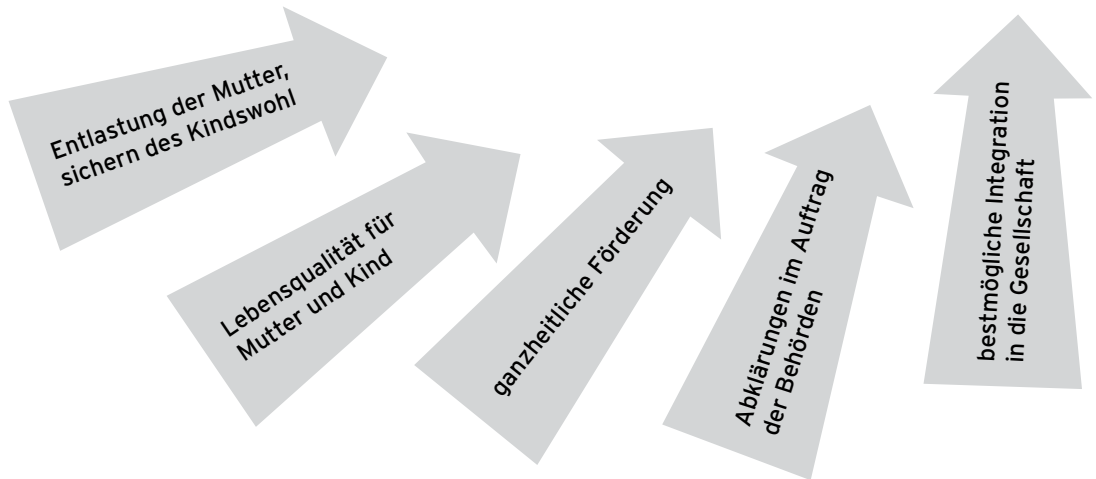 Entlastung der Mutter,
sichern des Kindswohl
Lebensqualität für
Mutter und Kind
ganzheitliche Förderung
Abklärungen im Auftrag
der Behörden
bestmögliche Integration
in die Gesellschaft